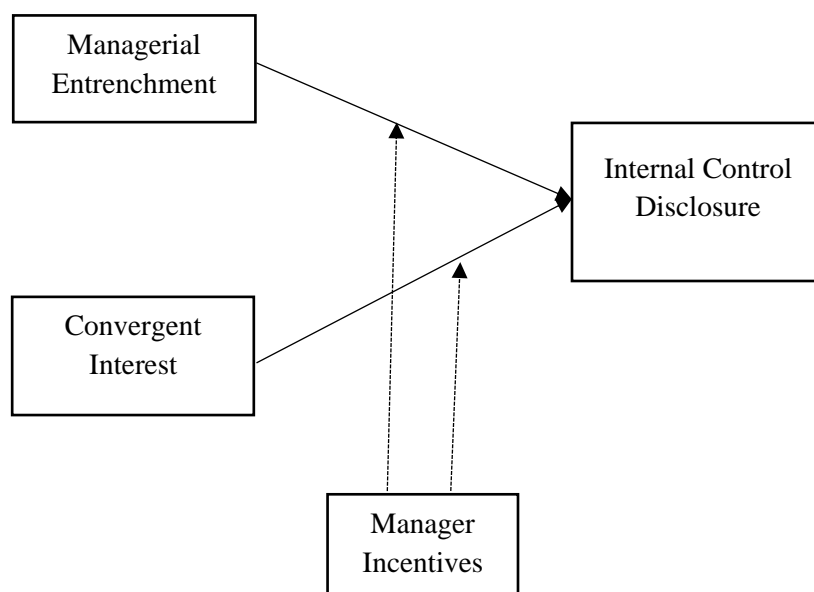 Managerial
Entrenchment
Internal Control
Disclosure
Convergent
Interest
Manager
Incentives